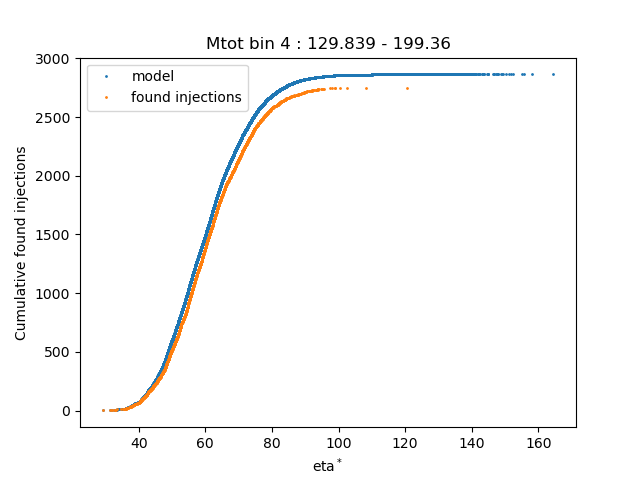 Mtot bin 4 : 129.839 - 199.36
model
found injections
Cumulative found injections
3000
2500
2000
1500
1000
500
0
40 60 80 100 120 140 160
eta*